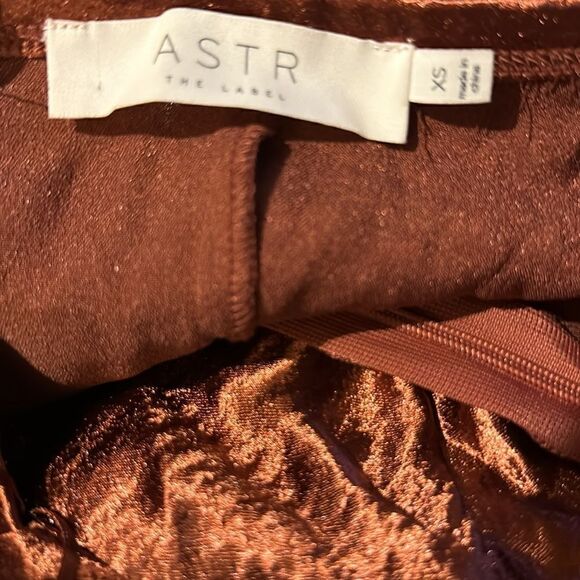 ASTR
THE LABEL
XS
made in
china